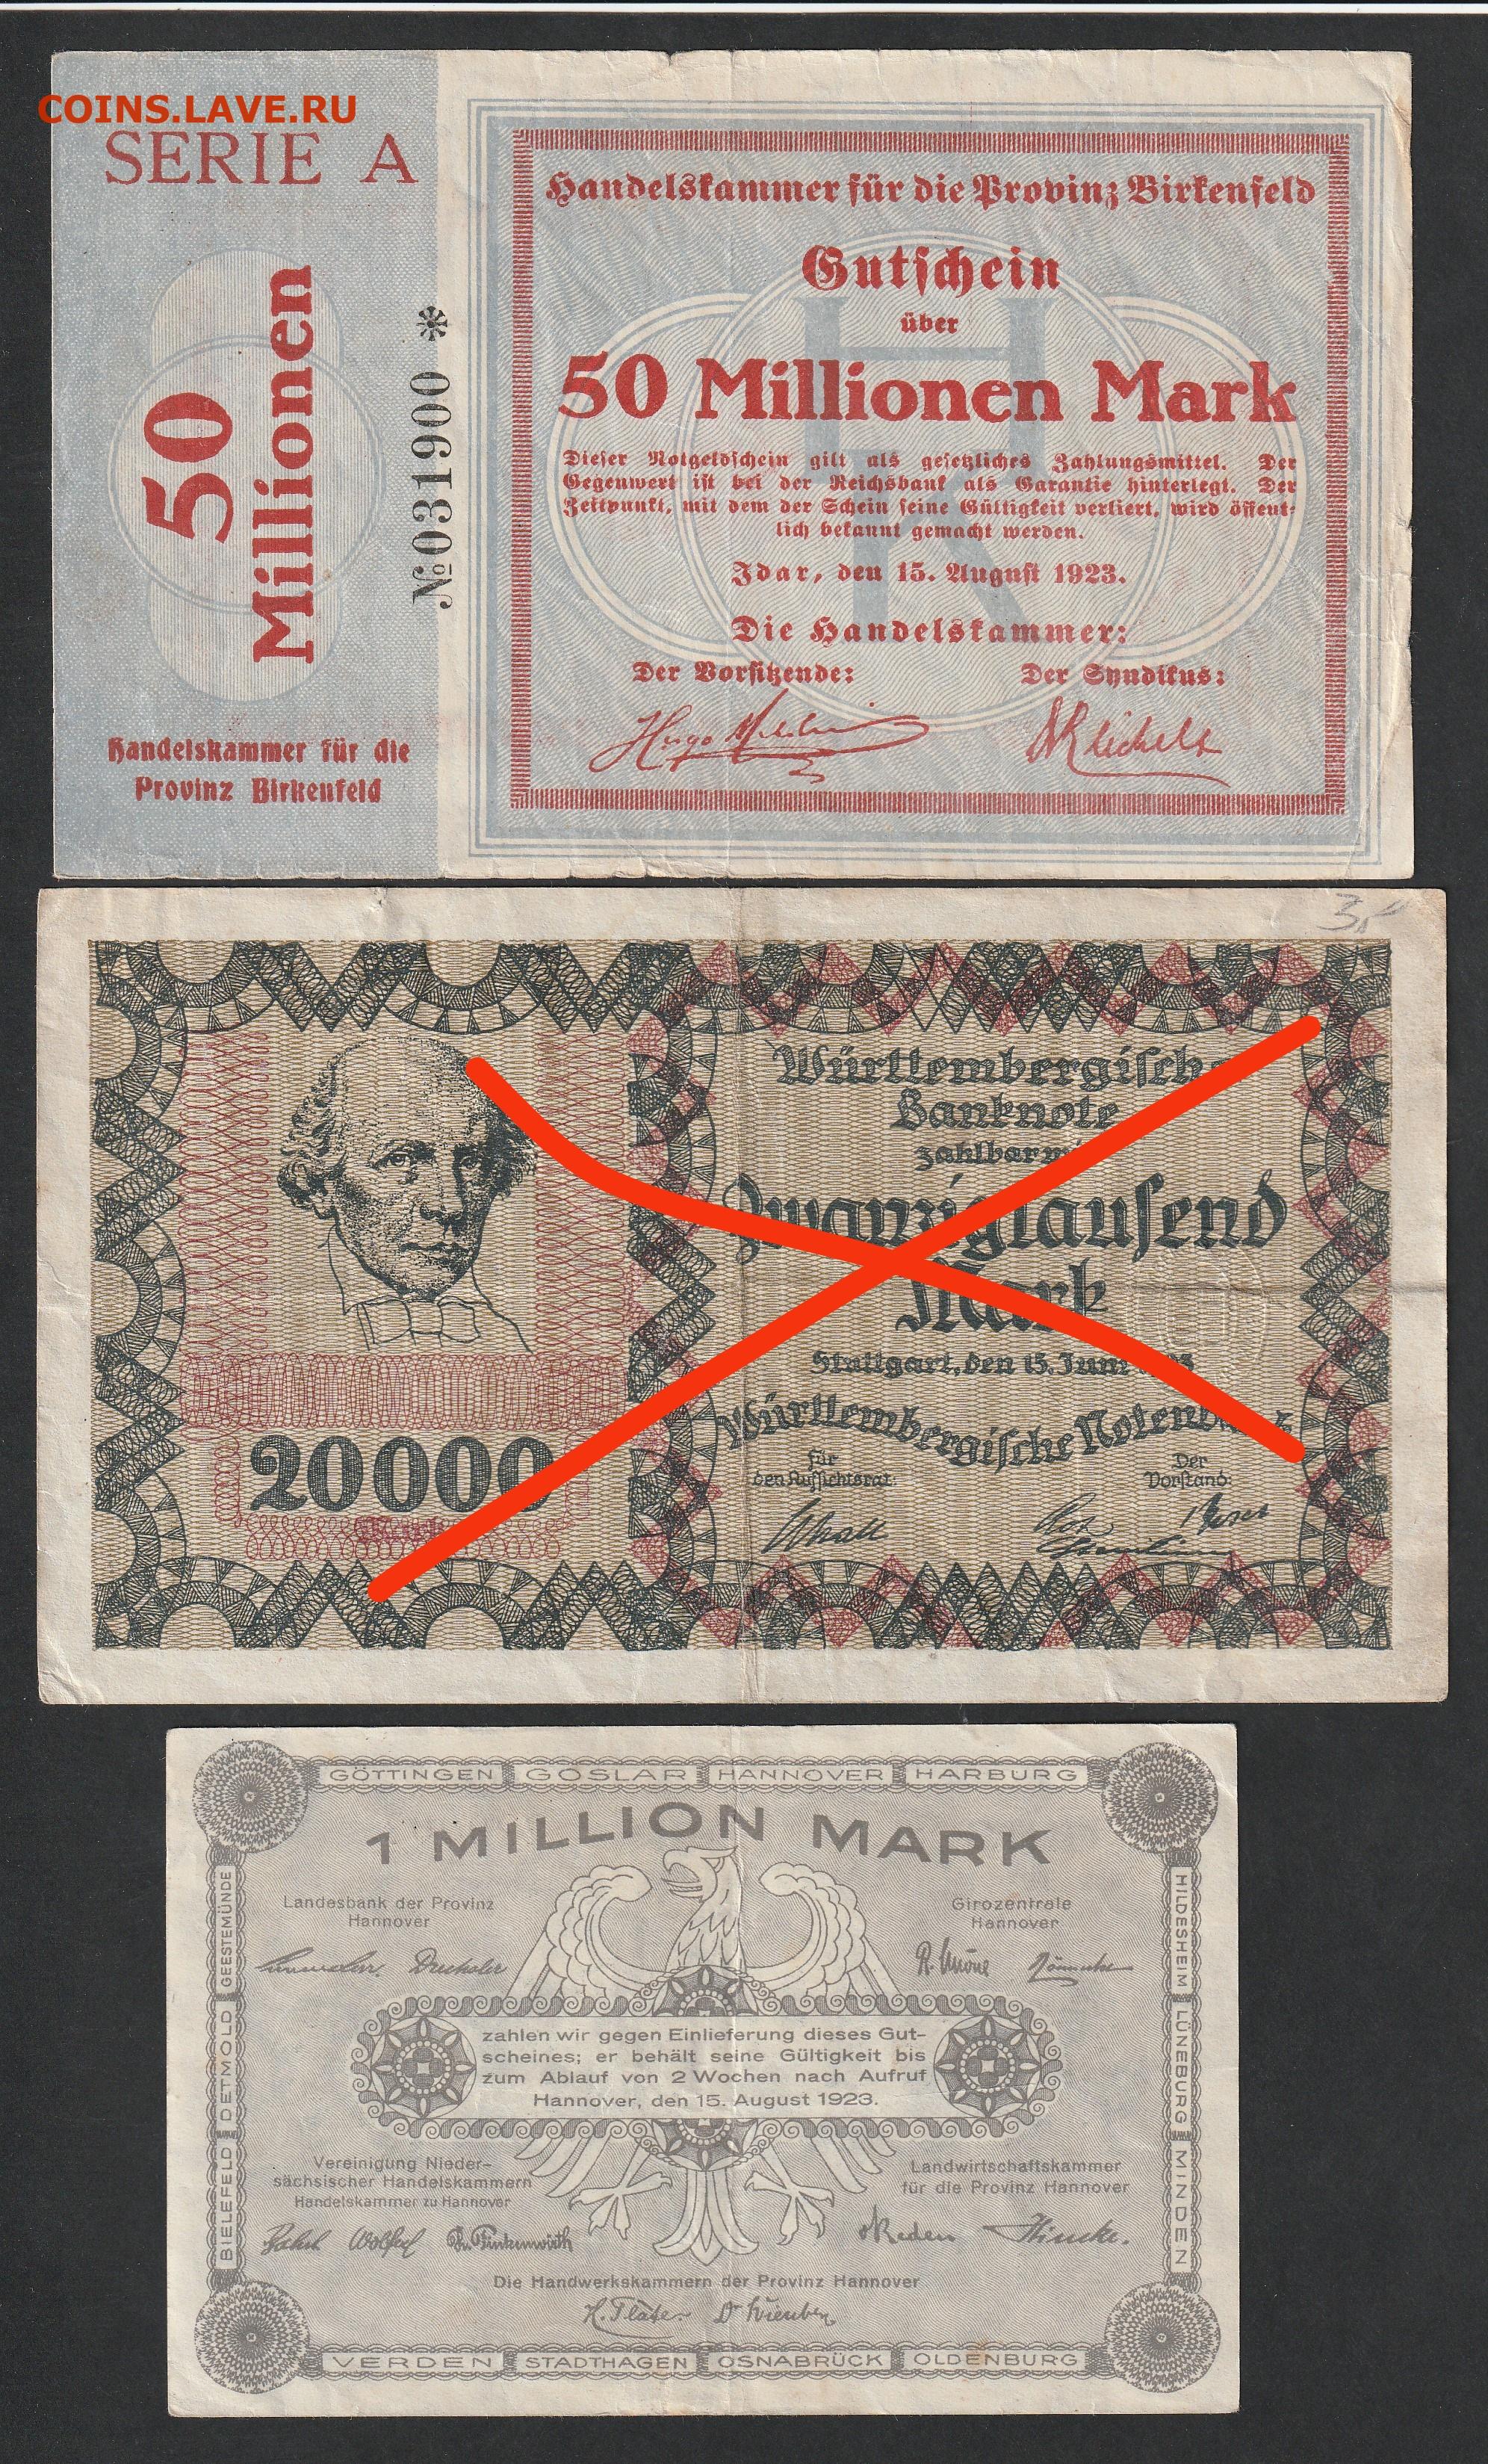 COINS.LAVE.RU
SERIE A
50
Millionen
№031900 *
Handelskammer für die
Provinz Birkenfeld
Handelskammer für die Provinz Birkenfeld
Gutschein
über
50 Millionen Mark
Dieser Notgeldschein gilt als gesetzliches Zahlungsmittel. Der
Gegenwert ist bei der Reichsbank als Garantie hinterlegt. Der
Zeitpunkt, mit dem der Schein seine Gültigkeit verliert, wird öffent-
lich bekannt gemacht werden.
Idar, den 15. August 1923.
Die Handelskammer:
Der Vorsitzende:
Der Syndikus:
Hugo
Württembergische
Banknote
zahlbar
Zwanzigtausend
Mark
Stuttgart, den 15. Juni
Württembergische Notenbank
für
den Aufsichtsrat:
Der
Vorstand:
20000
GÖTTINGEN GOSLAR HANNOVER HARBURG
1 MILLION MARK
Landesbank der Provinz
Hannover
Girozentrale
Hannover
Drechsler
zahlen wir gegen Einlieferung dieses Gut-
scheines; er behält seine Gültigkeit bis
zum Ablauf von 2 Wochen nach Aufruf
Hannover, den 15. August 1923.
Vereinigung Nieder-
sächsischer Handelskammern
Handelskammer zu Hannover
Landwirtschaftskammer
für die Provinz Hannover
Die Handwerkskammern der Provinz Hannover
BIELEFELD DETMOLD GEESTEMÜNDE
HILDESHEIM LÜNEBURG MINDEN
VERDEN STADTHAGEN OSNABRÜCK OLDENBURG